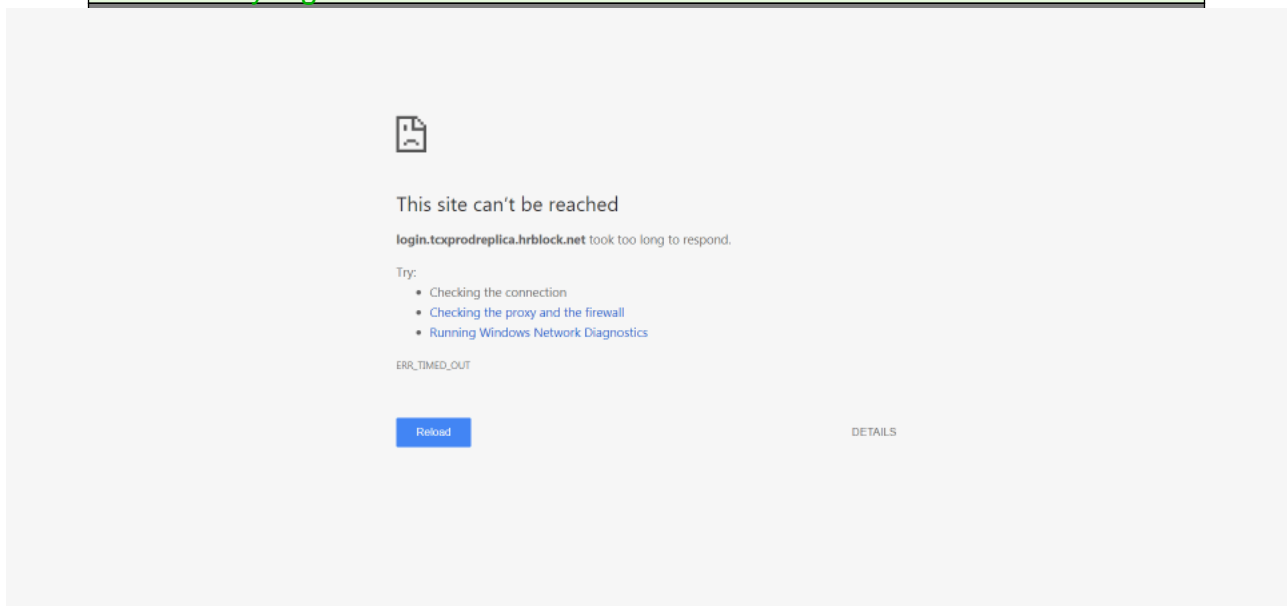 This site can't be reached
login.tcxprodreplica.hrblock.net took too long to respond.
Try:
• Checking the connection
• Checking the proxy and the firewall
• Running Windows Network Diagnostics
ERR_TIMED_OUT
Reload DETAILS